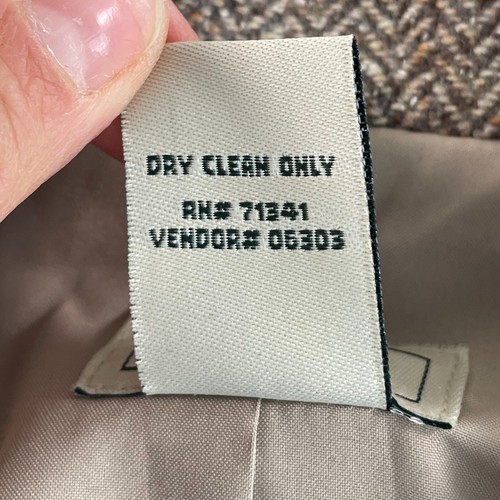 DRY CLEAN ONLY
RN# 71341
VENDOR# 06303